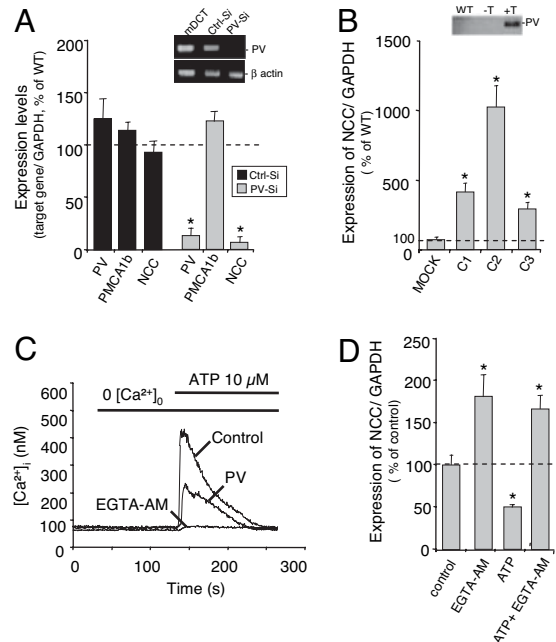 A
mDCT
Ctrl-Si
PV-Si
PV
β actin
Expression levels
(target gene/ GAPDH, % of WT)
200
150
100
50
0
Ctrl-Si
PV-Si
*
*
PV
PMCA1b
NCC
PV
PMCA1b
NCC
B
WT -T +T
-PV
Expression of NCC/ GAPDH
( % of WT)
1500
1000
500
100
0
*
*
*
MOCK
C1
C2
C3
C
ATP 10 µM
0 [Ca²⁺]₀
[Ca²⁺]ᵢ (nM)
600
500
400
300
200
100
0
Control
PV
EGTA-AM
0 100 200 300
Time (s)
D
Expression of NCC/ GAPDH
( % of control)
250
200
150
100
50
0
*
*
*
control
EGTA-AM
ATP
ATP+ EGTA-AM